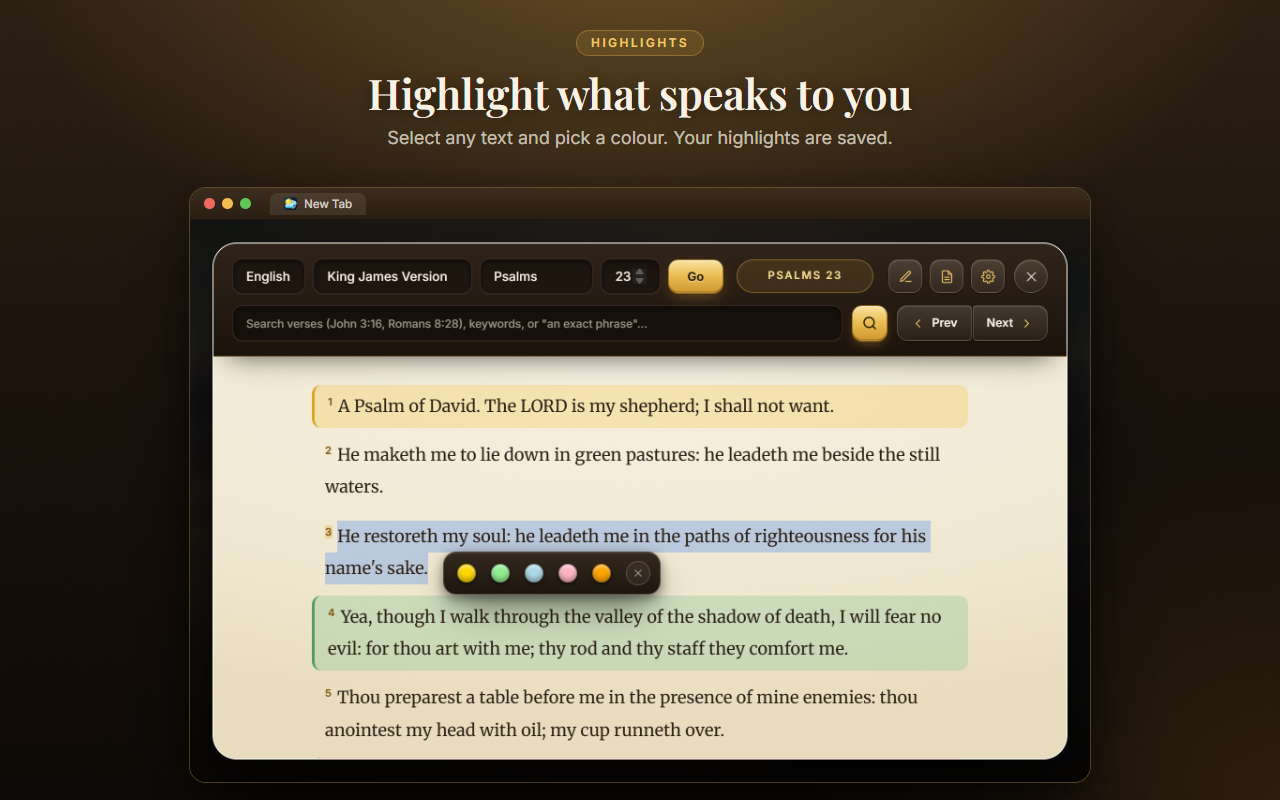 HIGHLIGHTS
Highlight what speaks to you
Select any text and pick a colour. Your highlights are saved.
New Tab
English King James Version Psalms 23 Go PSALMS 23
Search verses (John 3:16, Romans 8:28), keywords, or "an exact phrase"... Prev Next
1 A Psalm of David. The LORD is my shepherd; I shall not want.
2 He maketh me to lie down in green pastures: he leadeth me beside the still
waters.
3 He restoreth my soul: he leadeth me in the paths of righteousness for his
name's sake.
4 Yea, though I walk through the valley of the shadow of death, I will fear no
evil: for thou art with me; thy rod and thy staff they comfort me.
5 Thou preparest a table before me in the presence of mine enemies: thou
anointest my head with oil; my cup runneth over.